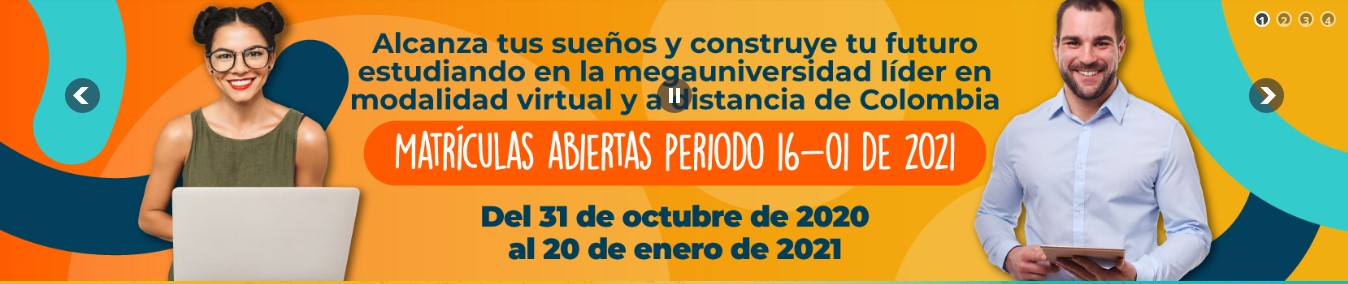 1 2 3 4
Alcanza tus sueños y construye tu futuro
estudiando en la megauniversidad líder en
modalidad virtual y a distancia de Colombia
MATRÍCULAS ABIERTAS PERIODO 16-01 DE 2021
Del 31 de octubre de 2020
al 20 de enero de 2021